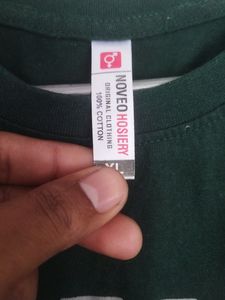 NOVEO HOSIERY
ORIGINAL CLOTHING
100% COTTON
XL